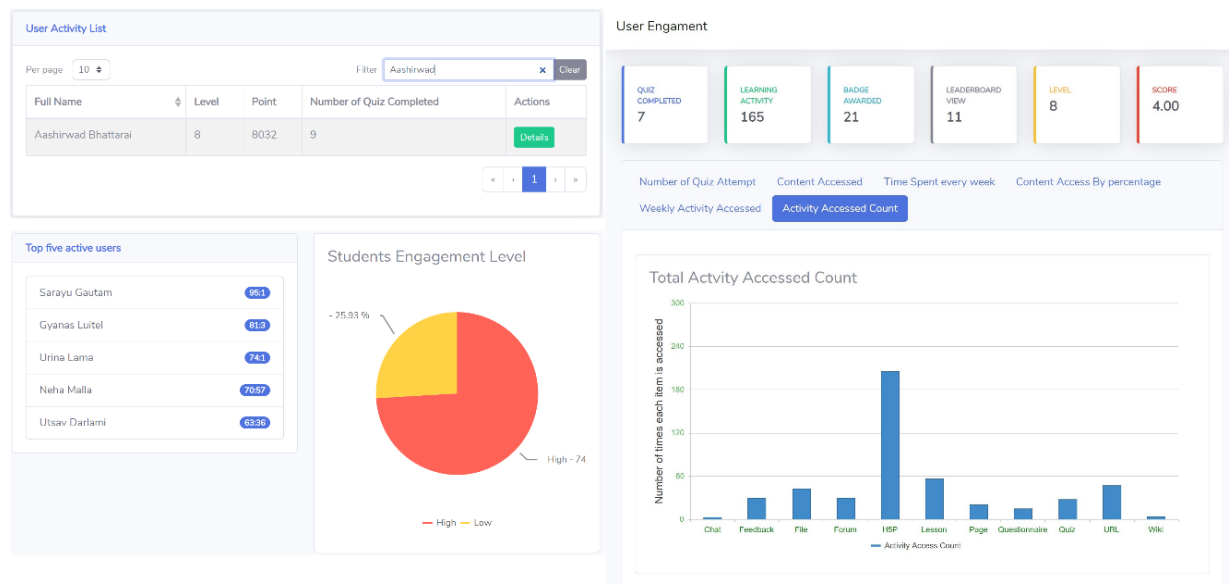 User Activity List
Per page 10
Filter Aashirwad x Clear
Full Name Level Point Number of Quiz Completed Actions
Aashirwad Bhattarai 8 8032 9 Details
« ‹ 1 › »
Top five active users
Sarayu Gautam 95:1
Gyanas Luitel 81:3
Urina Lama 74:1
Neha Malla 70:57
Utsav Darlami 63:36
Students Engagement Level
- 25.93 %
High - 74
High Low
User Engament
QUIZ COMPLETED
7
LEARNING ACTIVITY
165
BADGE AWARDED
21
LEADERBOARD VIEW
11
LEVEL
8
SCORE
4.00
Number of Quiz Attempt Content Accessed Time Spent every week Content Access By percentage
Weekly Activity Accessed Activity Accessed Count
Total Actvity Accessed Count
Number of times each item is accessed
300
240
180
120
60
0
Chat Feedback File Forum H5P Lesson Page Questionnaire Quiz URL Wiki
Activity Access Count